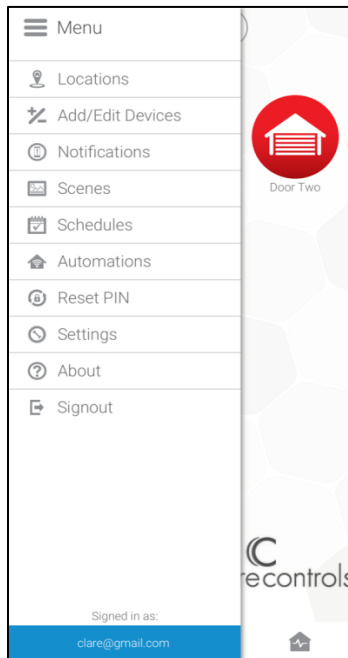 Menu
Locations
Add/Edit Devices
Notifications
Scenes
Schedules
Automations
Reset PIN
Settings
About
Signout
Door Two
recontrols
Signed in as:
clare@gmail.com